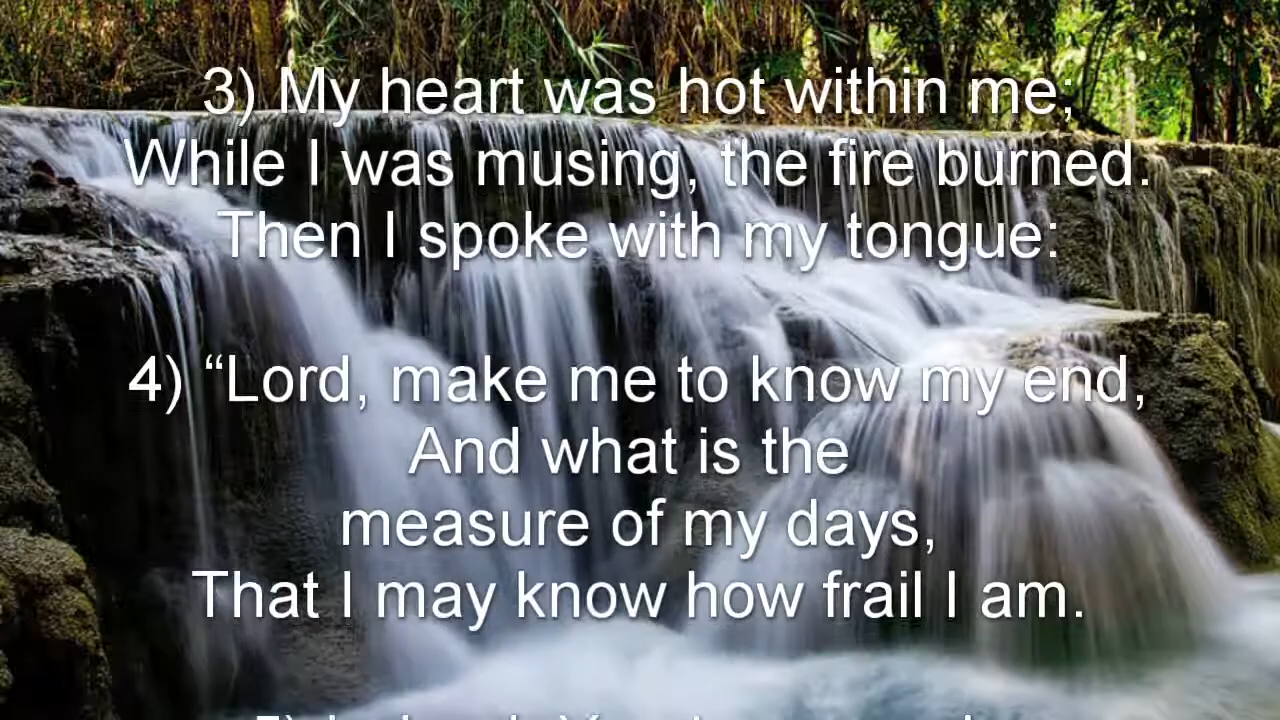 3) My heart was hot within me;
While I was musing, the fire burned.
Then I spoke with my tongue:
4) “Lord, make me to know my end,
And what is the
measure of my days,
That I may know how frail I am.